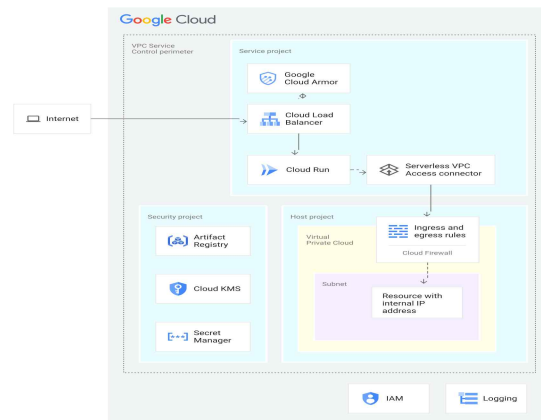 Google Cloud
VPC Service
Control perimeter
Service project
Google
Cloud Armor
Internet
Cloud Load
Balancer
Cloud Run
Serverless VPC
Access connector
Security project
Host project
Artifact
Registry
Virtual
Private Cloud
Ingress and
egress rules
Cloud Firewall
Cloud KMS
Subnet
Resource with
internal IP
address
Secret
Manager
IAM
Logging